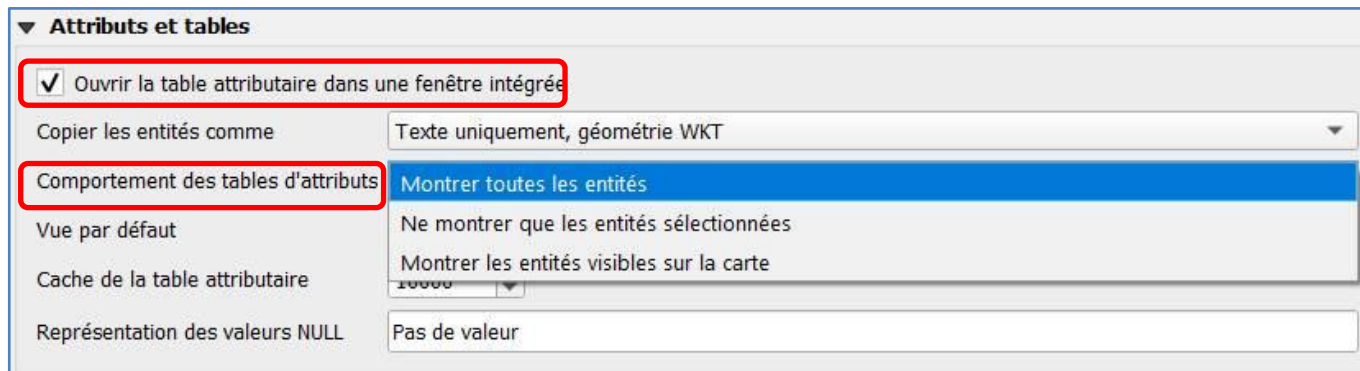 Attributs et tables
Ouvrir la table attributaire dans une fenêtre intégrée
Copier les entités comme Texte uniquement, géométrie WKT
Comportement des tables d'attributs Montrer toutes les entités
Vue par défaut Ne montrer que les entités sélectionnées
Montrer les entités visibles sur la carte
Cache de la table attributaire 10000
Représentation des valeurs NULL Pas de valeur